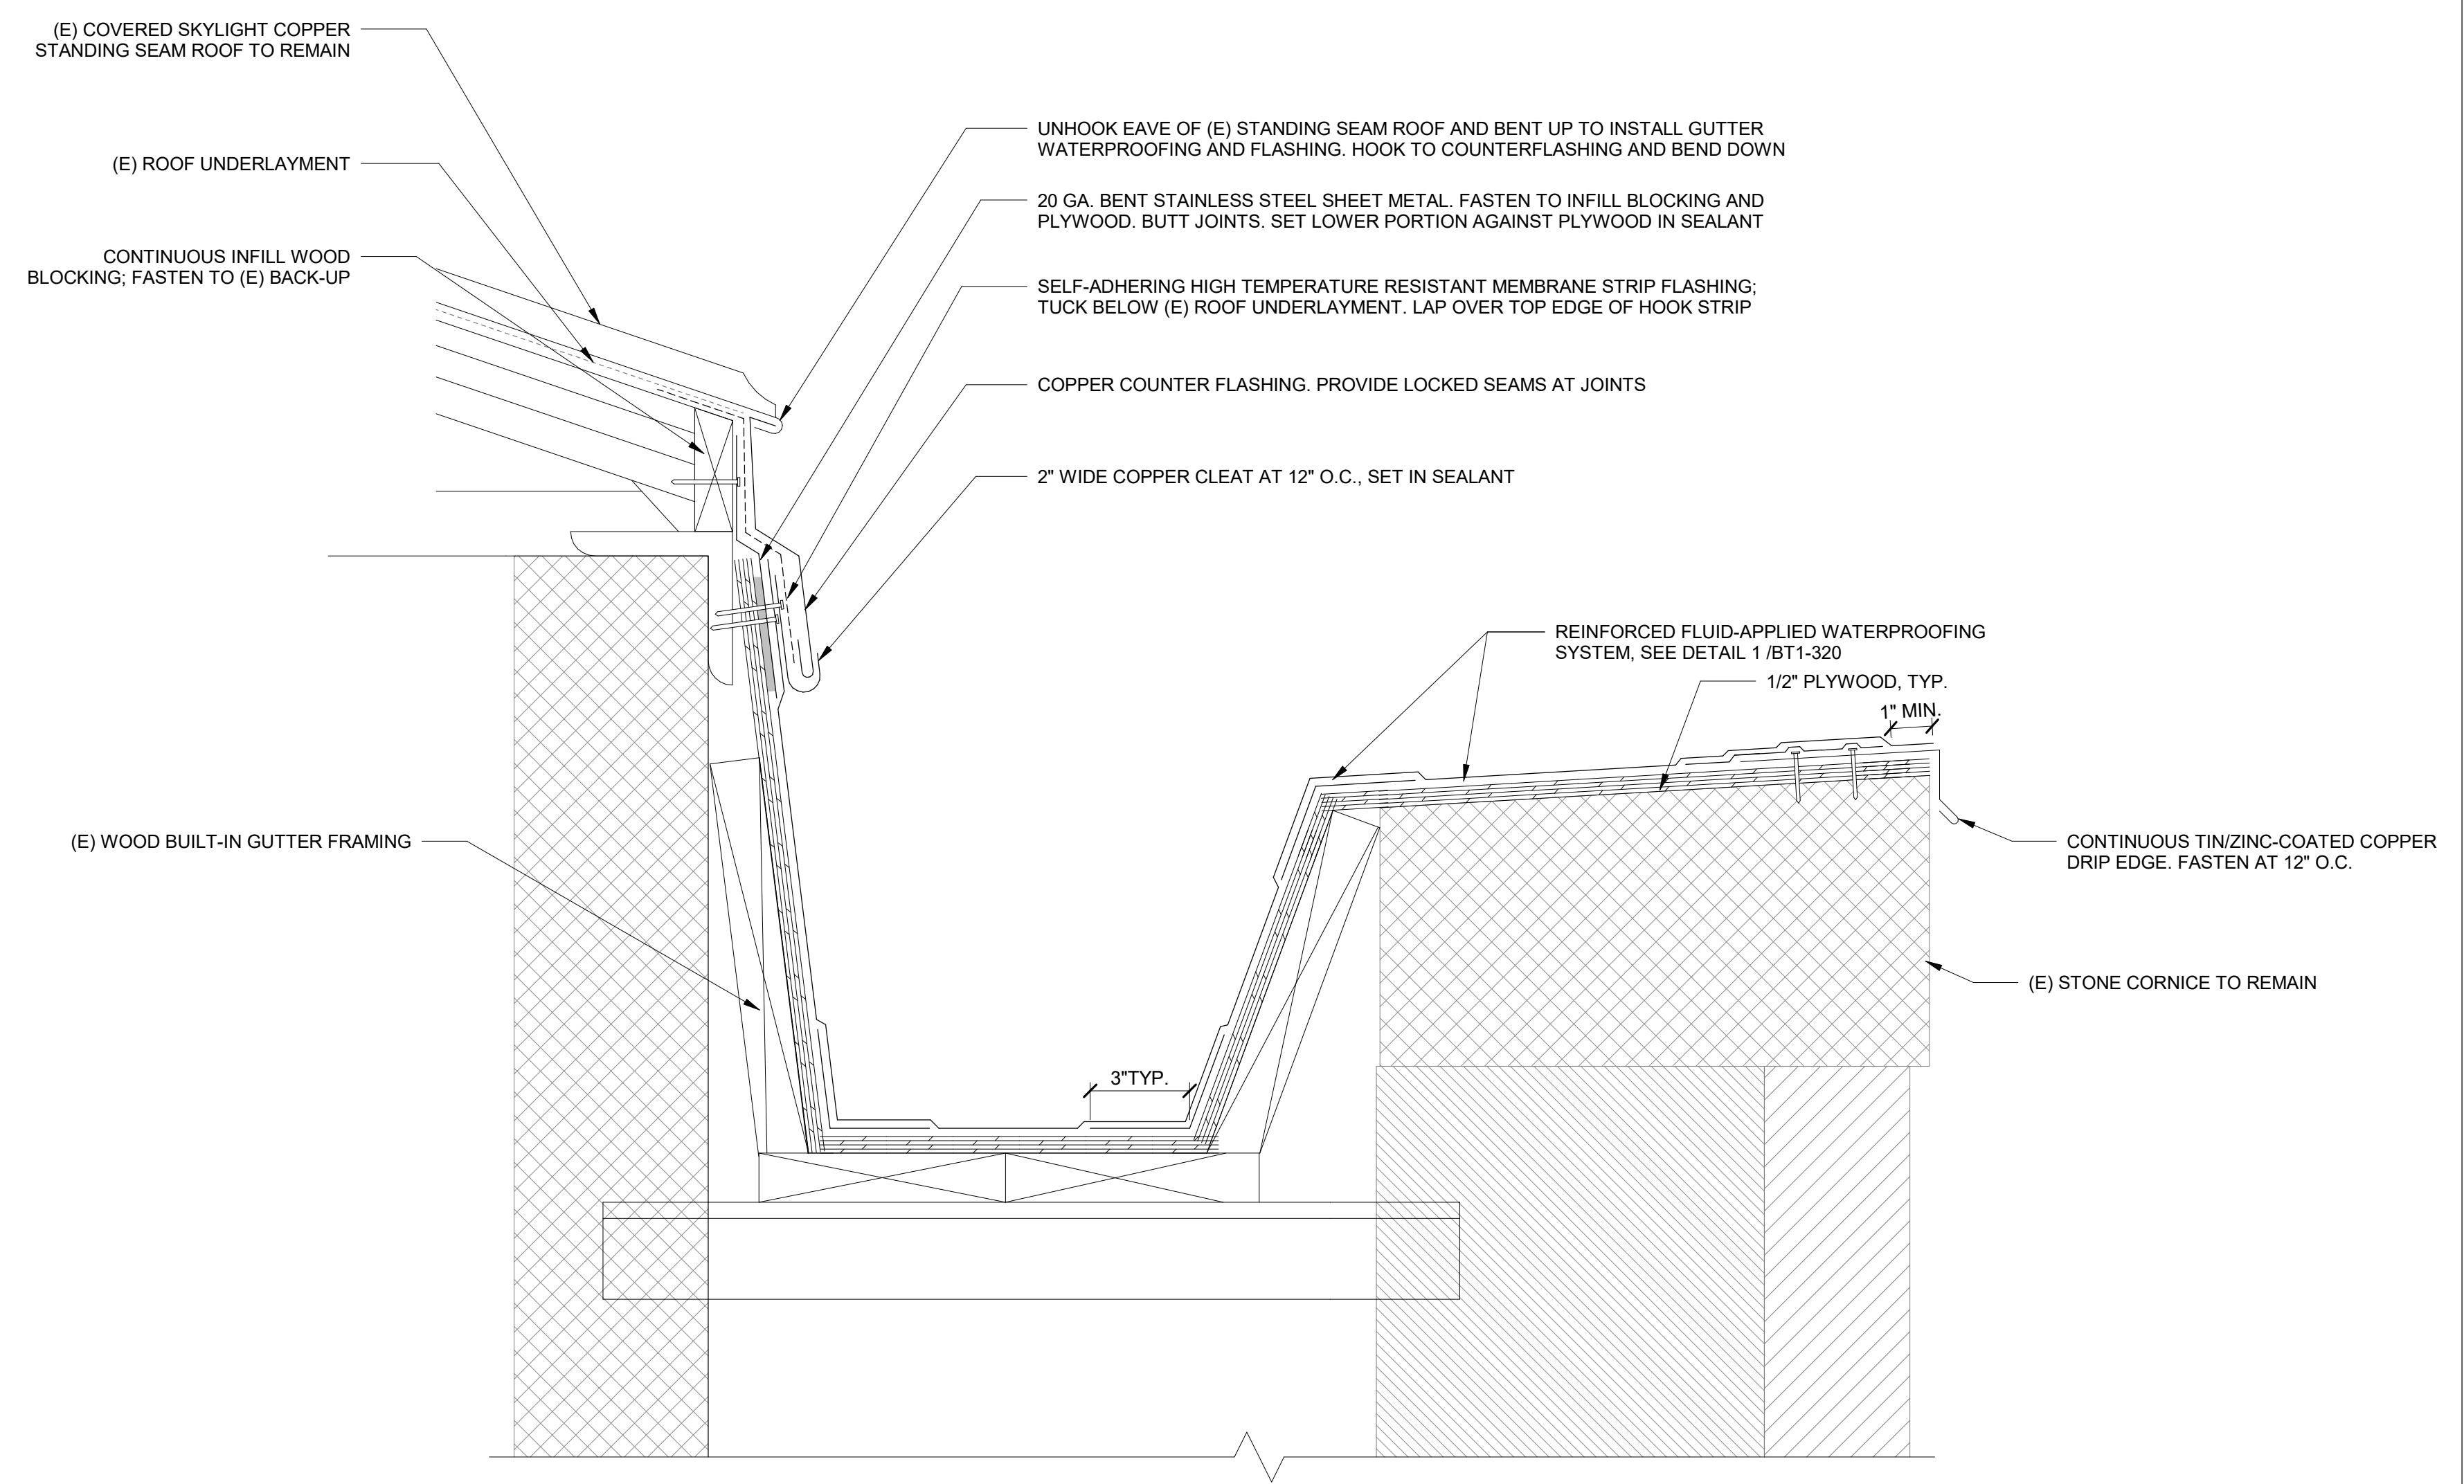 (E) COVERED SKYLIGHT COPPER
STANDING SEAM ROOF TO REMAIN
(E) ROOF UNDERLAYMENT
CONTINUOUS INFILL WOOD
BLOCKING; FASTEN TO (E) BACK-UP
UNHOOK EAVE OF (E) STANDING SEAM ROOF AND BENT UP TO INSTALL GUTTER
WATERPROOFING AND FLASHING. HOOK TO COUNTERFLASHING AND BEND DOWN
20 GA. BENT STAINLESS STEEL SHEET METAL. FASTEN TO INFILL BLOCKING AND
PLYWOOD. BUTT JOINTS. SET LOWER PORTION AGAINST PLYWOOD IN SEALANT
SELF-ADHERING HIGH TEMPERATURE RESISTANT MEMBRANE STRIP FLASHING;
TUCK BELOW (E) ROOF UNDERLAYMENT. LAP OVER TOP EDGE OF HOOK STRIP
COPPER COUNTER FLASHING. PROVIDE LOCKED SEAMS AT JOINTS
2" WIDE COPPER CLEAT AT 12" O.C., SET IN SEALANT
REINFORCED FLUID-APPLIED WATERPROOFING
SYSTEM, SEE DETAIL 1 /BT1-320
1/2" PLYWOOD, TYP.
1" MIN.
(E) WOOD BUILT-IN GUTTER FRAMING
CONTINUOUS TIN/ZINC-COATED COPPER
DRIP EDGE. FASTEN AT 12" O.C.
(E) STONE CORNICE TO REMAIN
3"TYP.